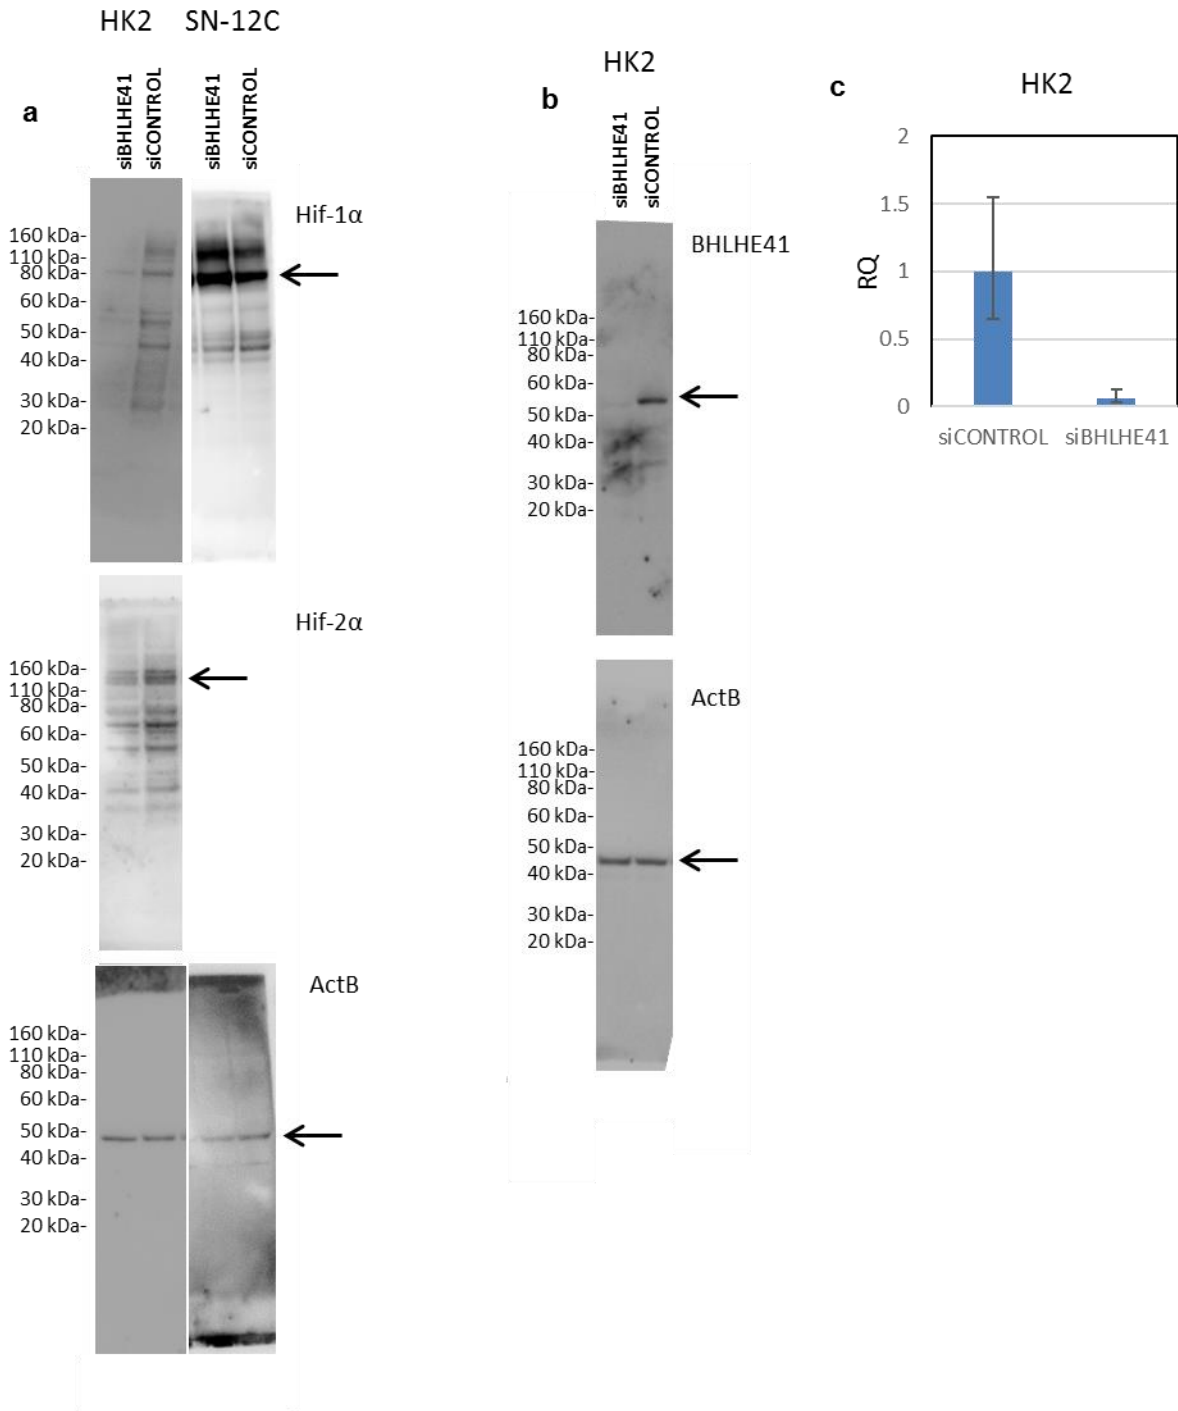 HK2 SN-12C
a
siBHLHE41
siCONTROL
siBHLHE41
siCONTROL
Hif-1α
160 kDa-
110 kDa-
80 kDa-
60 kDa-
50 kDa-
40 kDa-
30 kDa-
20 kDa-
Hif-2α
160 kDa-
110 kDa-
80 kDa-
60 kDa-
50 kDa-
40 kDa-
30 kDa-
20 kDa-
ActB
160 kDa-
110 kDa-
80 kDa-
60 kDa-
50 kDa-
40 kDa-
30 kDa-
20 kDa-
b
HK2
siBHLHE41
siCONTROL
BHLHE41
160 kDa-
110 kDa-
80 kDa-
60 kDa-
50 kDa-
40 kDa-
30 kDa-
20 kDa-
ActB
160 kDa-
110 kDa-
80 kDa-
60 kDa-
50 kDa-
40 kDa-
30 kDa-
20 kDa-
c
HK2
RQ
2
1.5
1
0.5
0
siCONTROL siBHLHE41